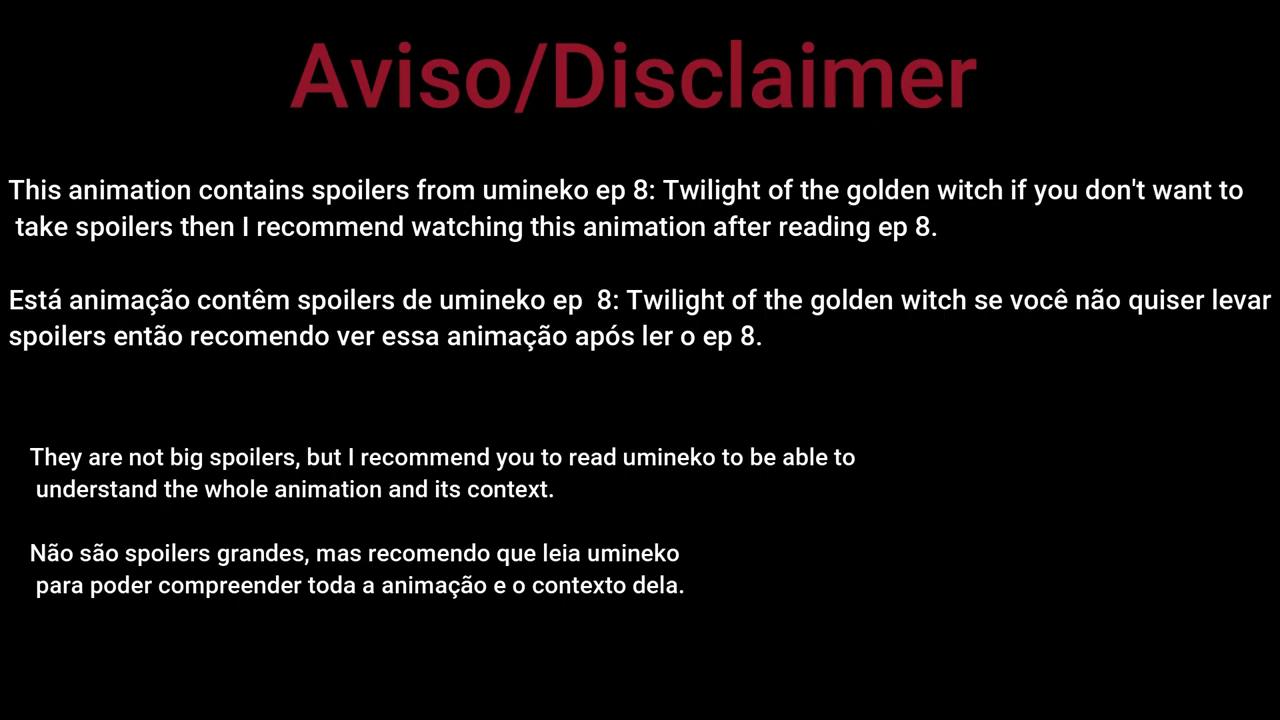 Aviso/Disclaimer
This animation contains spoilers from umineko ep 8: Twilight of the golden witch if you don't want to
take spoilers then I recommend watching this animation after reading ep 8.
Está animação contêm spoilers de umineko ep  8: Twilight of the golden witch se você não quiser levar
spoilers então recomendo ver essa animação após ler o ep 8.
They are not big spoilers, but I recommend you to read umineko to be able to
understand the whole animation and its context.
Não são spoilers grandes, mas recomendo que leia umineko
para poder compreender toda a animação e o contexto dela.